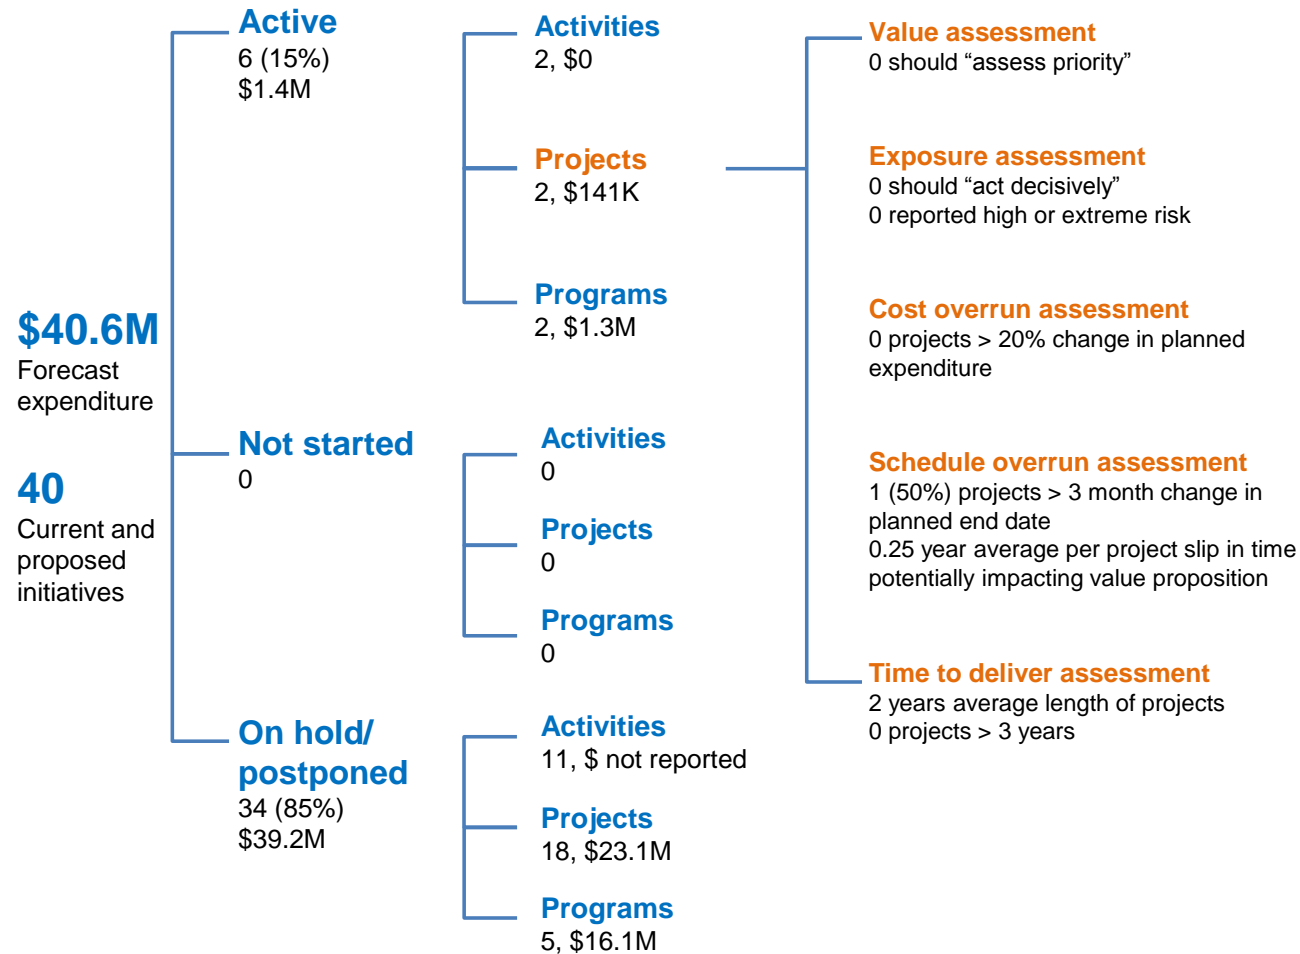 $40.6M
Forecast
expenditure
40
Current and
proposed
initiatives
Active
6 (15%)
$1.4M
Activities
2, $0
Projects
2, $141K
Programs
2, $1.3M
Value assessment
0 should “assess priority”
Exposure assessment
0 should “act decisively”
0 reported high or extreme risk
Cost overrun assessment
0 projects > 20% change in planned
expenditure
Schedule overrun assessment
1 (50%) projects > 3 month change in
planned end date
0.25 year average per project slip in time
potentially impacting value proposition
Time to deliver assessment
2 years average length of projects
0 projects > 3 years
Not started
0
Activities
0
Projects
0
Programs
0
On hold/
postponed
34 (85%)
$39.2M
Activities
11, $ not reported
Projects
18, $23.1M
Programs
5, $16.1M